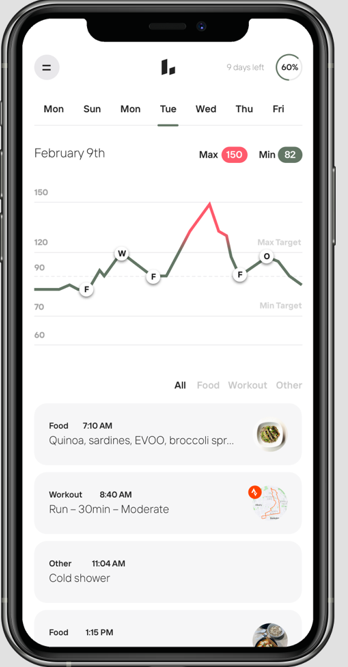 9 days left 60%
Mon Sun Mon Tue Wed Thu Fri
February 9th Max 150 Min 82
150
120 Max Target
90
W
F
F
F
O
70 Min Target
60
All Food Workout Other
Food 7:10 AM
Quinoa, sardines, EVOO, broccoli spr...
Workout 8:40 AM
Run – 30min – Moderate
Other 11:04 AM
Cold shower
Food 1:15 PM